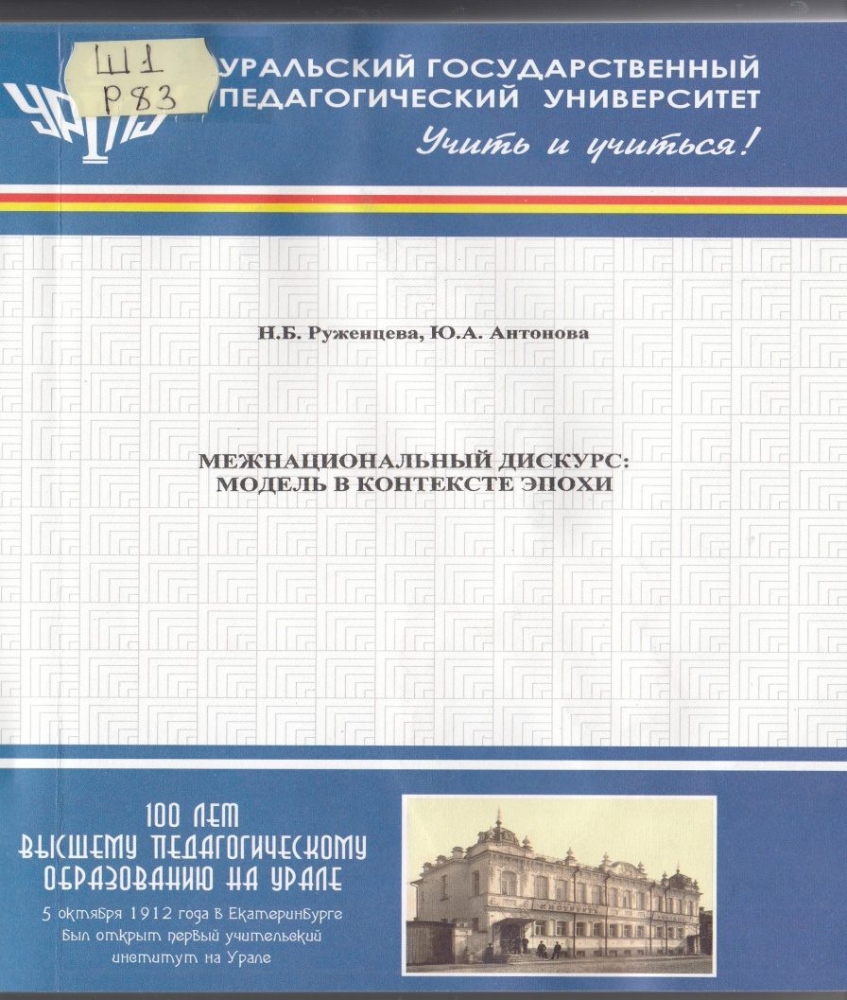 Ш1
Р83
УРГПУ
УРАЛЬСКИЙ ГОСУДАРСТВЕННЫЙ
ПЕДАГОГИЧЕСКИЙ УНИВЕРСИТЕТ
Учить и учиться!
Н.Б. Руженцева, Ю.А. Антонова
МЕЖНАЦИОНАЛЬНЫЙ ДИСКУРС:
МОДЕЛЬ В КОНТЕКСТЕ ЭПОХИ
100 ЛЕТ
ВЫСШЕМУ ПЕДАГОГИЧЕСКОМУ
ОБРАЗОВАНИЮ НА УРАЛЕ
5 октября 1912 года в Екатеринбурге
был открыт первый учительский
институт на Урале